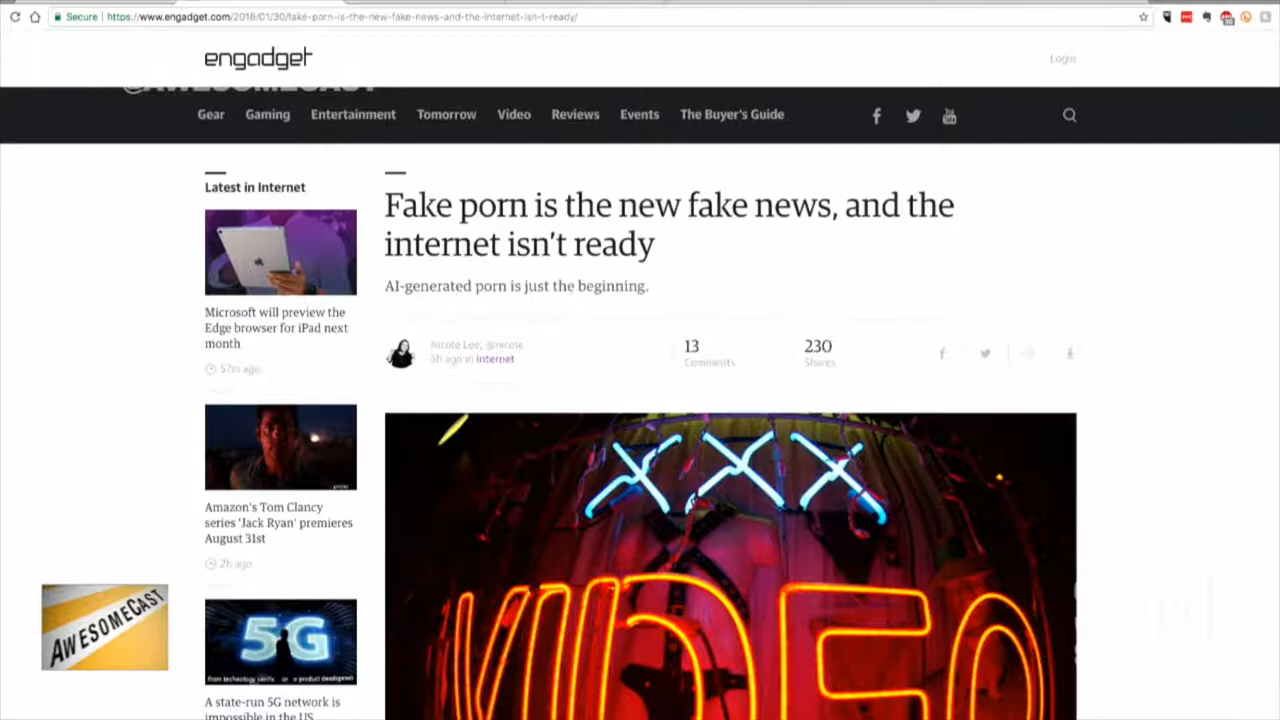 Secure
https://www.engadget.com/2018/01/30/fake-porn-is-the-new-fake-news-and-the-internet-isn-t-ready/
engadget
Login
@AWESOMECAST
Gear Gaming Entertainment Tomorrow Video Reviews Events The Buyer's Guide
Latest in Internet
Microsoft will preview the
Edge browser for iPad next
month
57m ago
Amazon's Tom Clancy
series 'Jack Ryan' premieres
August 31st
2h ago
5G
A state-run 5G network is
impossible in the US
Fake porn is the new fake news, and the
internet isn't ready
AI-generated porn is just the beginning.
Nicole Lee, @nicole
5h ago in Internet
13
Comments
230
Shares
XXX
VIDEO
AWESOMECAST